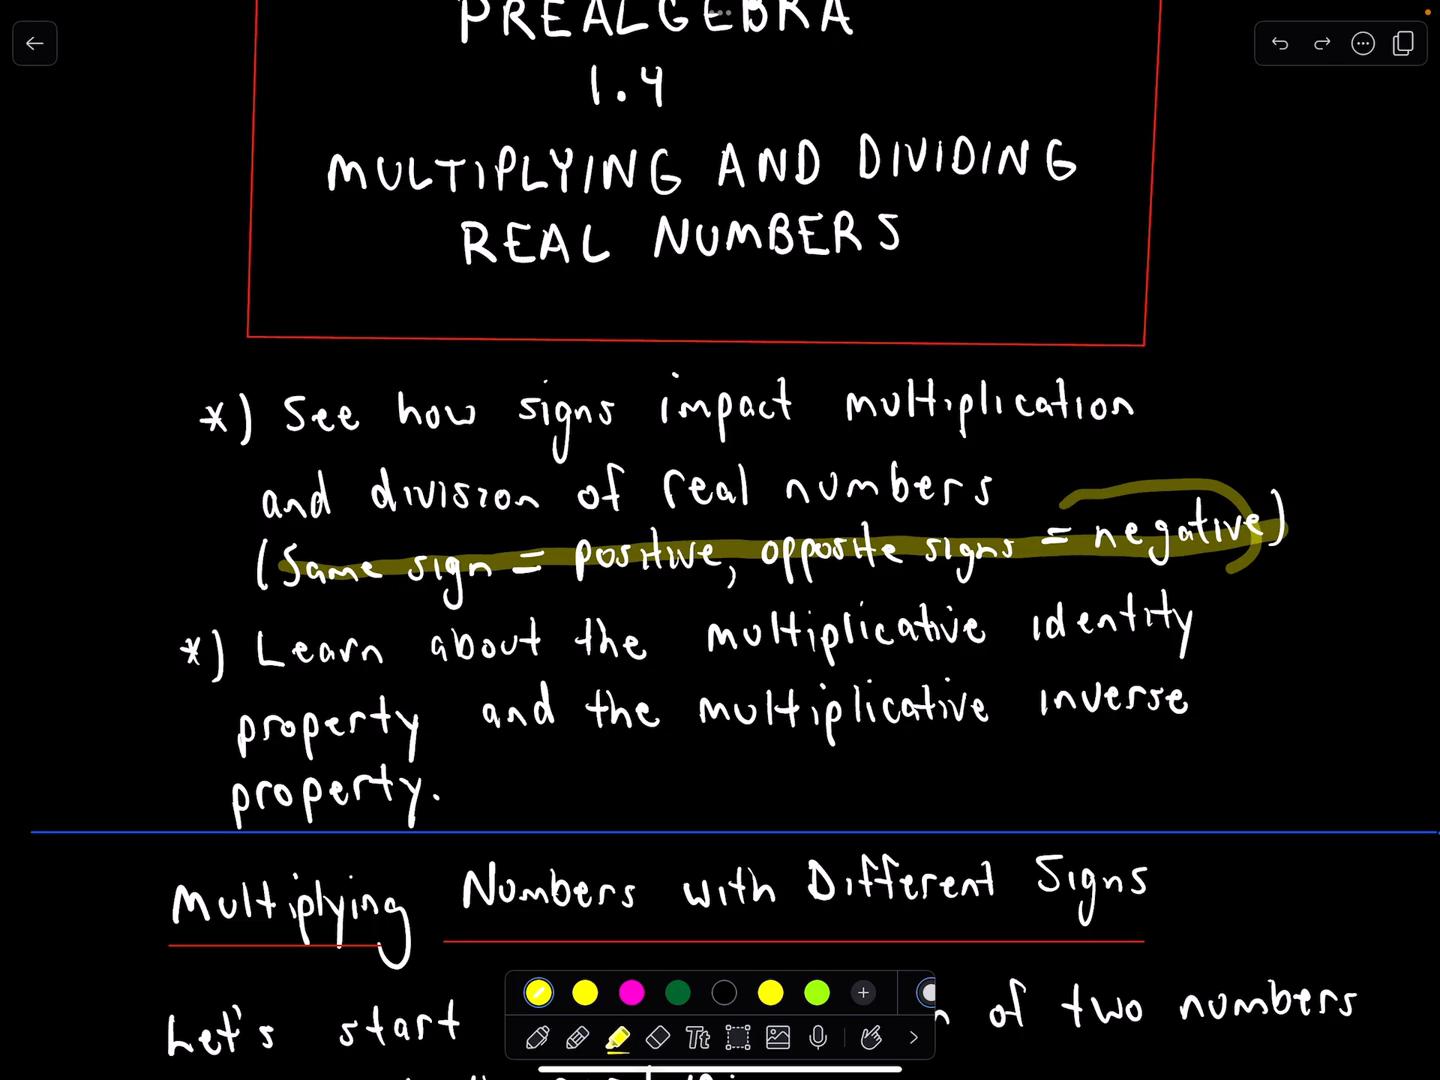 PREALGEBRA
1.4
MULTIPLYING AND DIVIDING
REAL NUMBERS
*) See how signs impact multiplication
and division of real numbers
(Same sign = positive, opposite signs = negative)
*) Learn about the multiplicative identity
property and the multiplicative inverse
property.
Multiplying Numbers with Different Signs
Let's start of two numbers
Tt